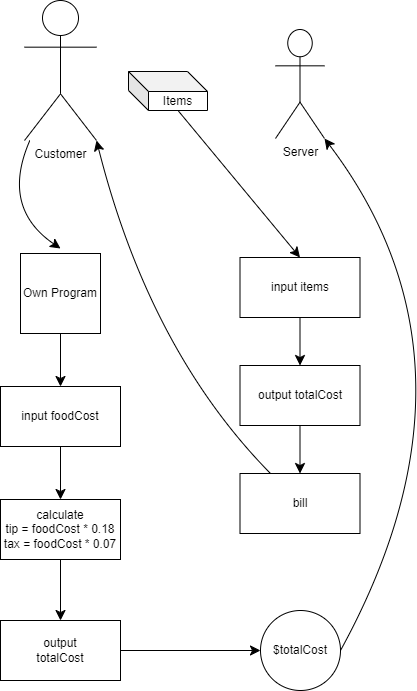 Items
Customer
Server
Own Program
input items
input foodCost
output totalCost
bill
calculate
tip = foodCost * 0.18
tax = foodCost * 0.07
output
totalCost
$totalCost